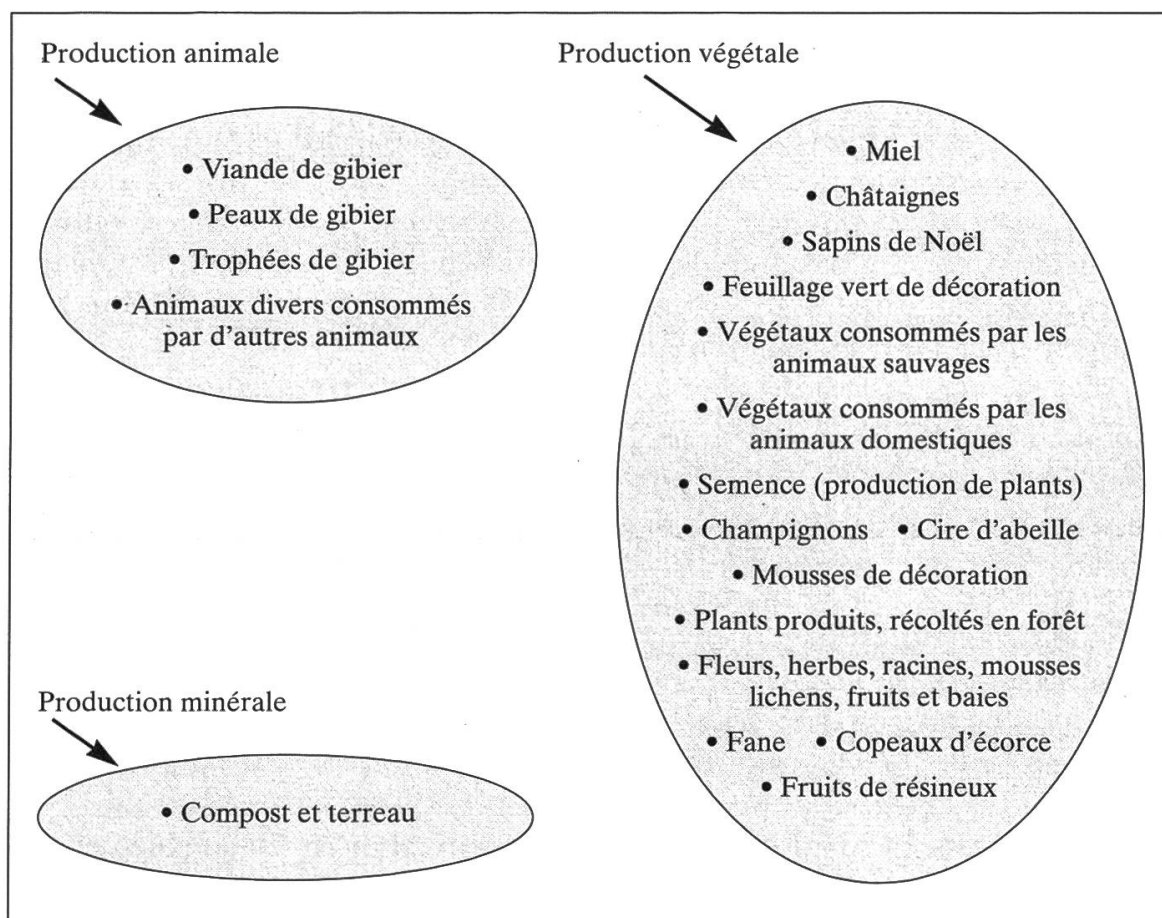 Production animale
• Viande de gibier
• Peaux de gibier
• Trophées de gibier
• Animaux divers consommés
par d'autres animaux
Production végétale
• Miel
• Châtaignes
• Sapins de Noël
• Feuillage vert de décoration
• Végétaux consommés par les
animaux sauvages
• Végétaux consommés par les
animaux domestiques
• Semence (production de plants)
• Champignons • Cire d'abeille
• Mousses de décoration
• Plants produits, récoltés en forêt
• Fleurs, herbes, racines, mousses
lichens, fruits et baies
• Fane • Copeaux d'écorce
• Fruits de résineux
Production minérale
• Compost et terreau